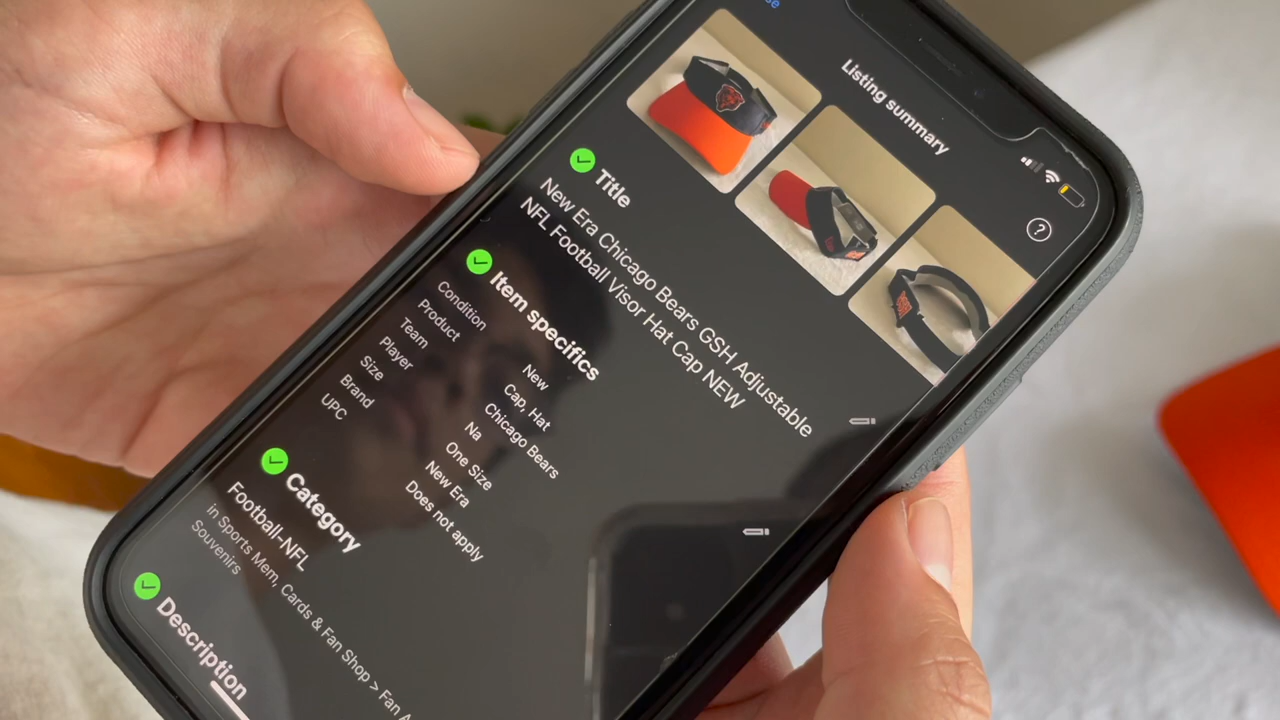 Listing summary
Title
New Era Chicago Bears GSH Adjustable
NFL Football Visor Hat Cap NEW
Item specifics
Condition New
Product Cap, Hat
Team Chicago Bears
Player Na
Size One Size
Brand New Era
UPC Does not apply
Category
Football-NFL
in Sports Mem, Cards & Fan Shop > Fan
Souvenirs
Description